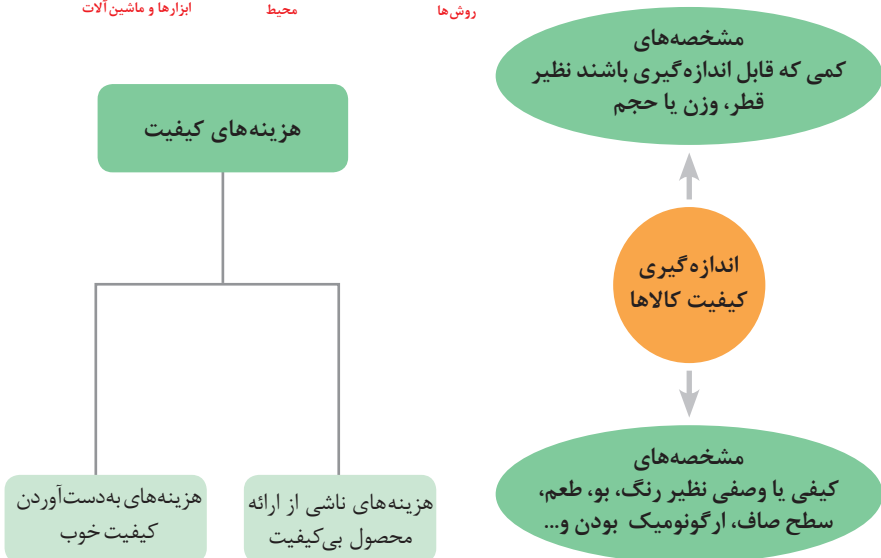 روش‌ها
محیط
ابزارها و ماشین‌آلات
مشخصه‌های
کمی که قابل اندازه‌گیری باشند نظیر
قطر، وزن یا حجم
اندازه‌گیری
کیفیت کالاها
مشخصه‌های
کیفی یا وصفی نظیر رنگ، بو، طعم،
سطح صاف، ارگونومیک بودن و...
هزینه‌های کیفیت
هزینه‌های ناشی از ارائه
محصول بی‌کیفیت
هزینه‌های به‌دست‌آوردن
کیفیت خوب